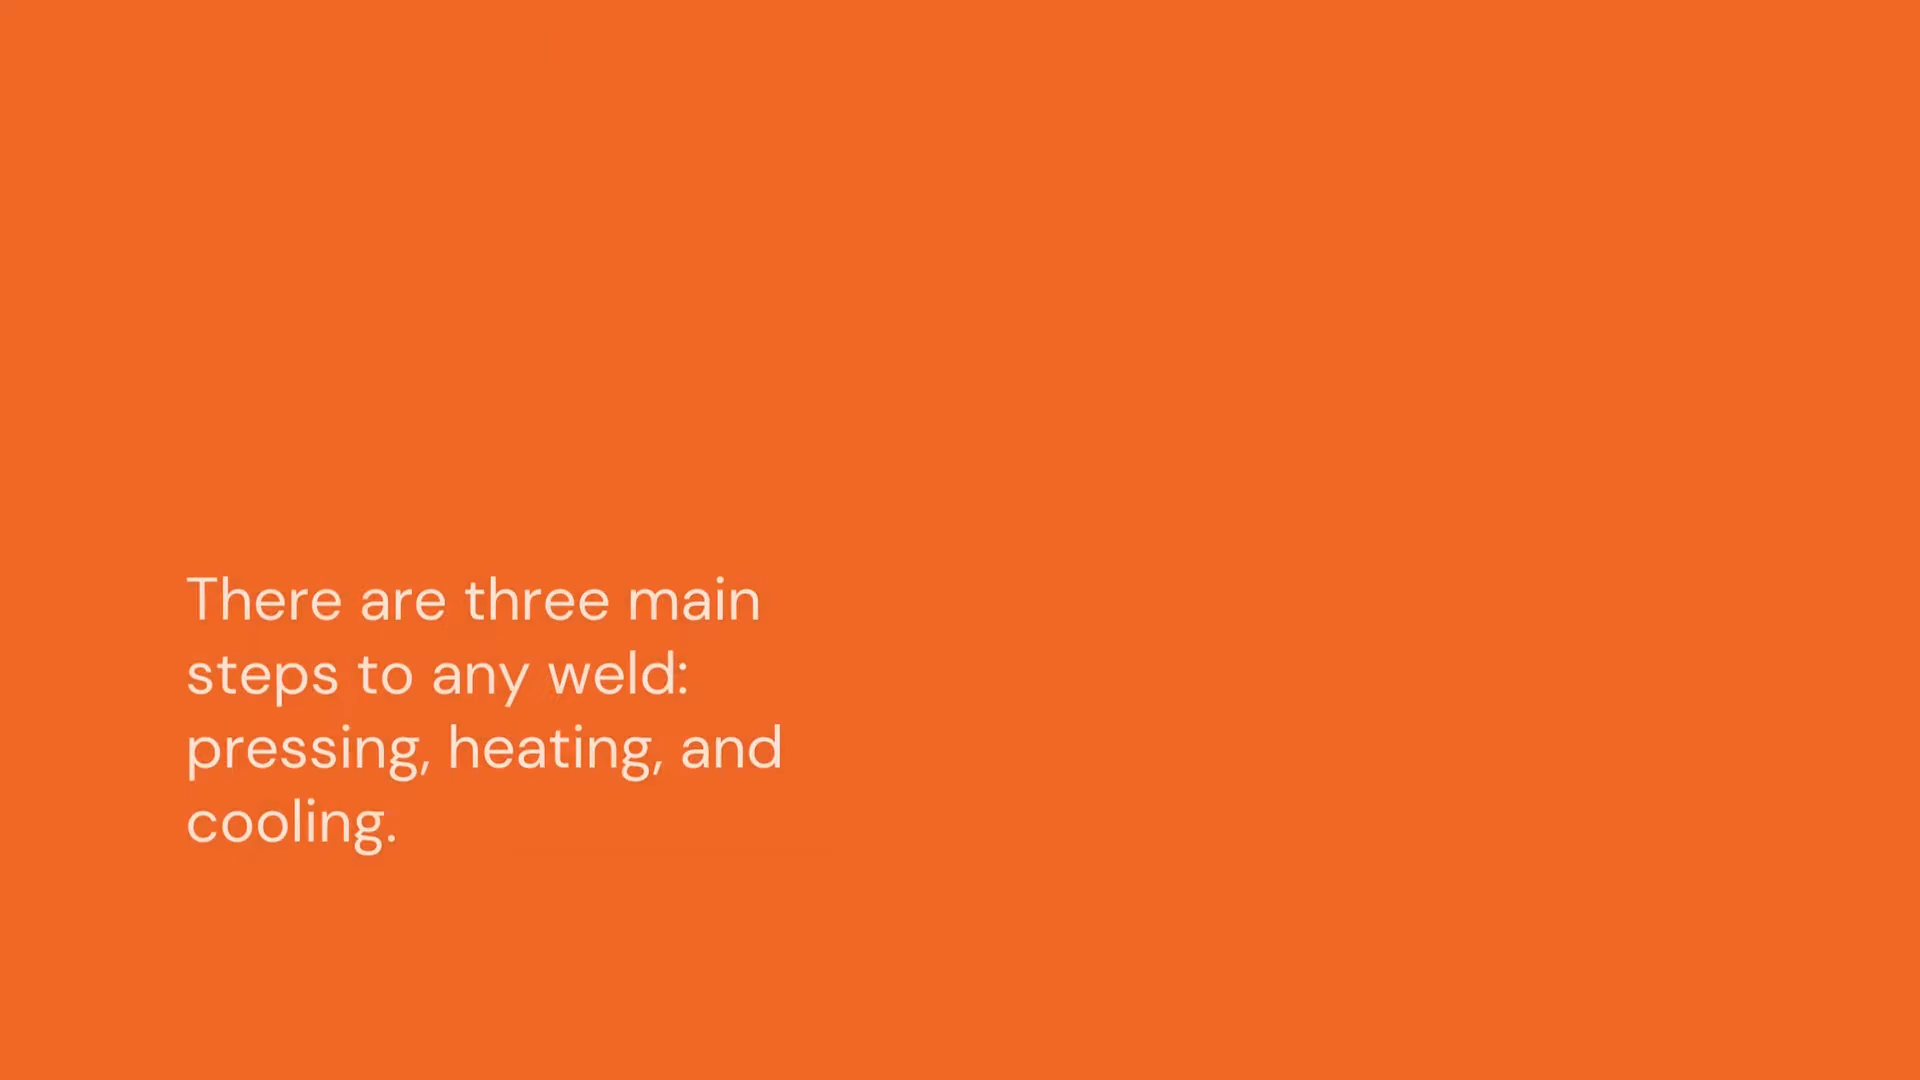 There are three main
steps to any weld:
pressing, heating, and
cooling.